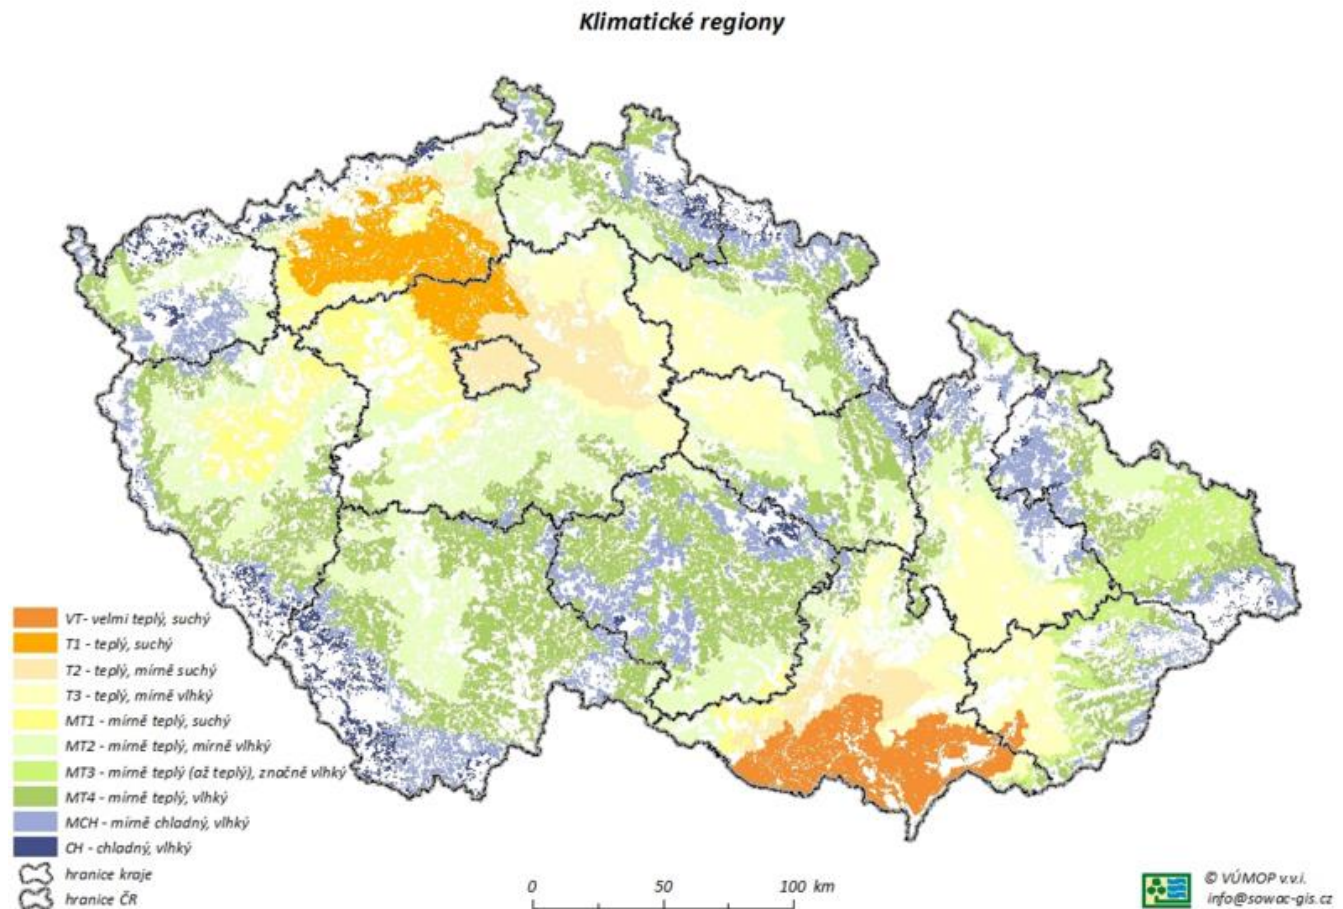 Klimatické regiony
VT- velmi teplý, suchý
T1 - teplý, suchý
T2 - teplý, mírně suchý
T3 - teplý, mírně vlhký
MT1 - mírně teplý, suchý
MT2 - mírně teplý, mírně vlhký
MT3 - mírně teplý (až teplý), značně vlhký
MT4 - mírně teplý, vlhký
MCH - mírně chladný, vlhký
CH - chladný, vlhký
hranice kraje
hranice ČR
0 50 100 km
© VÚMOP v.v.i.
info@sowac-gis.cz